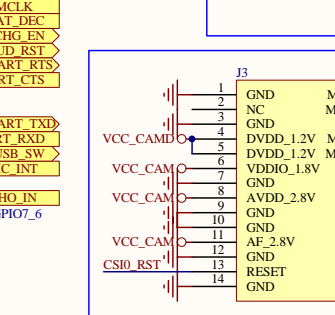 MCLK
AT_DEC
CHG_EN
UD_RST
ART_RTS
RT_CTS
ART_TXD
RT_RXD
USB_SW
C_INT
HO_IN
GPIO7_6
J3
1 GND M
2 NC M
3 GND
VCC_CAMD 4 DVDD_1.2V M
5 DVDD_1.2V M
VCC_CAM 6 VDDIO_1.8V
7 GND
VCC_CAM 8 AVDD_2.8V
9 GND
10 GND
VCC_CAM 11 AF_2.8V
12 GND
CSI0_RST 13 RESET
14 GND